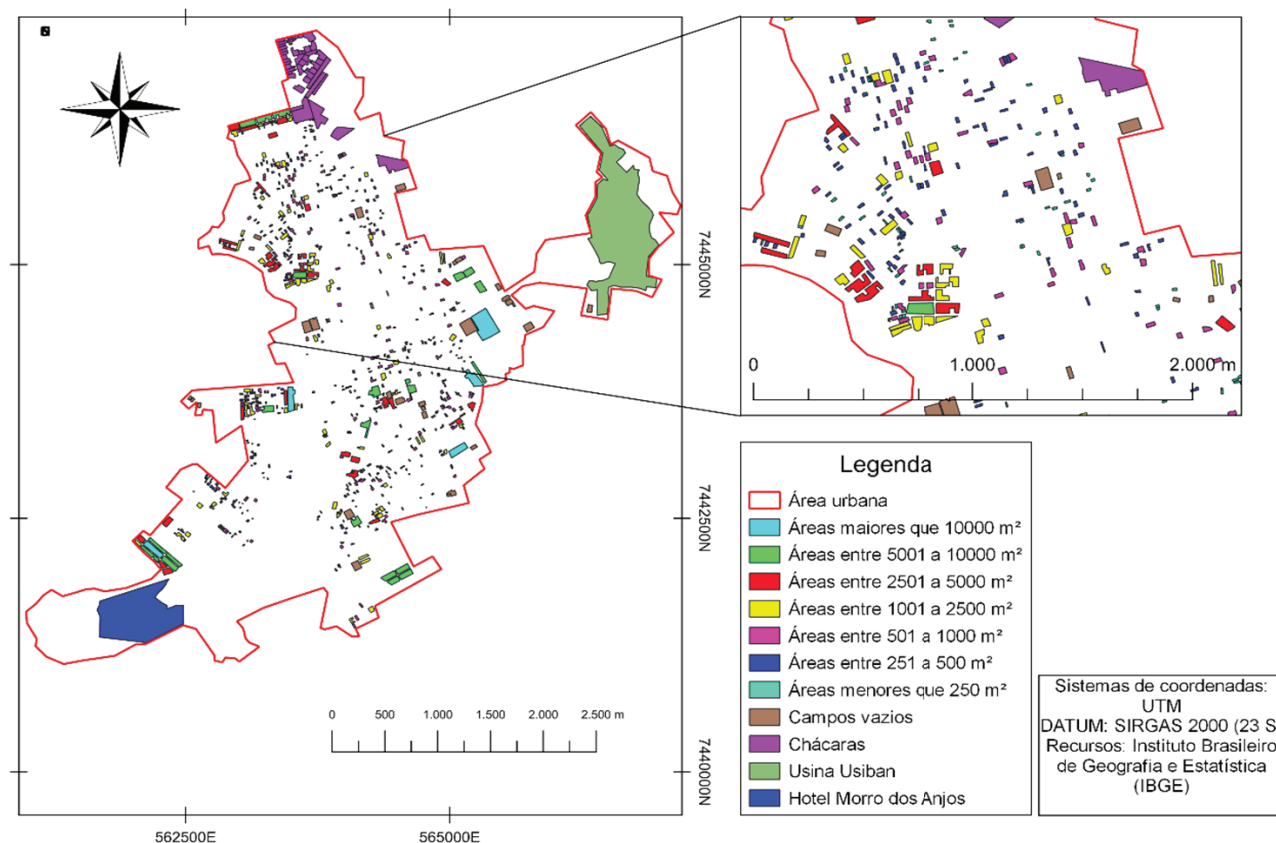 7445000N
7442500N
7440000N
562500E
565000E
0 500 1.000 1.500 2.000 2.500 m
0 1.000 2.000 m
Legenda
Área urbana
Áreas maiores que 10000 m²
Áreas entre 5001 a 10000 m²
Áreas entre 2501 a 5000 m²
Áreas entre 1001 a 2500 m²
Áreas entre 501 a 1000 m²
Áreas entre 251 a 500 m²
Áreas menores que 250 m²
Campos vazios
Chácaras
Usina Usiban
Hotel Morro dos Anjos
Sistemas de coordenadas:
UTM
DATUM: SIRGAS 2000 (23 S
Recursos: Instituto Brasileiro
de Geografia e Estatística
(IBGE)